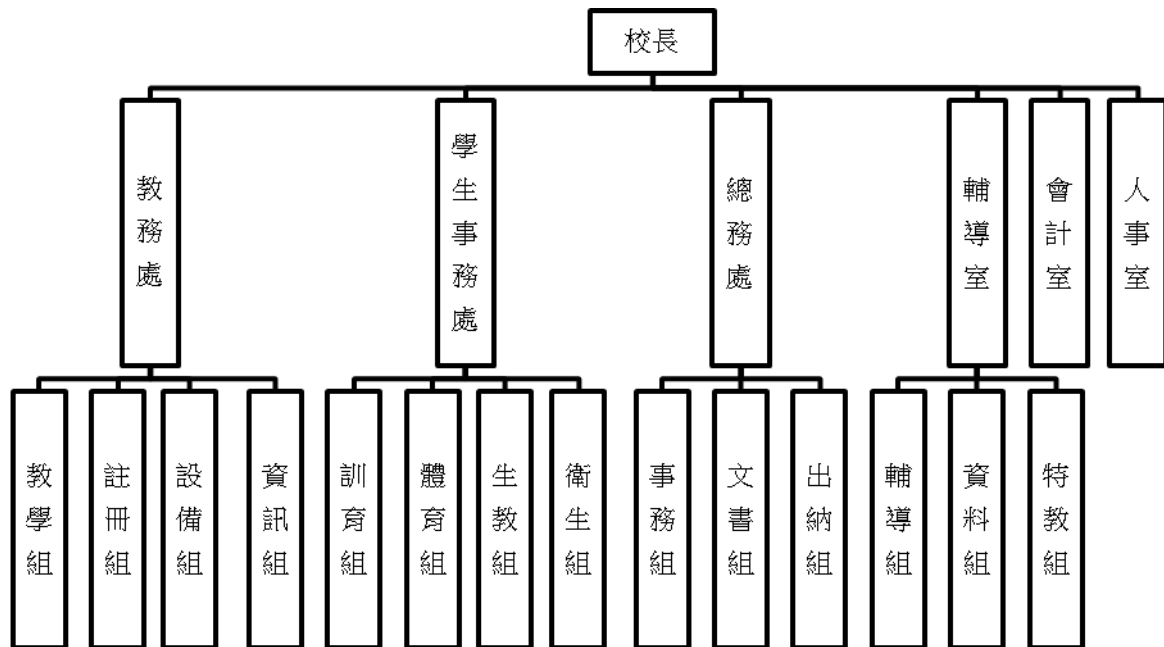 校長
教務處
學生事務處
總務處
輔導室
會計室
人事室
教學組
註冊組
設備組
資訊組
訓育組
體育組
生教組
衛生組
事務組
文書組
出納組
輔導組
資料組
特教組